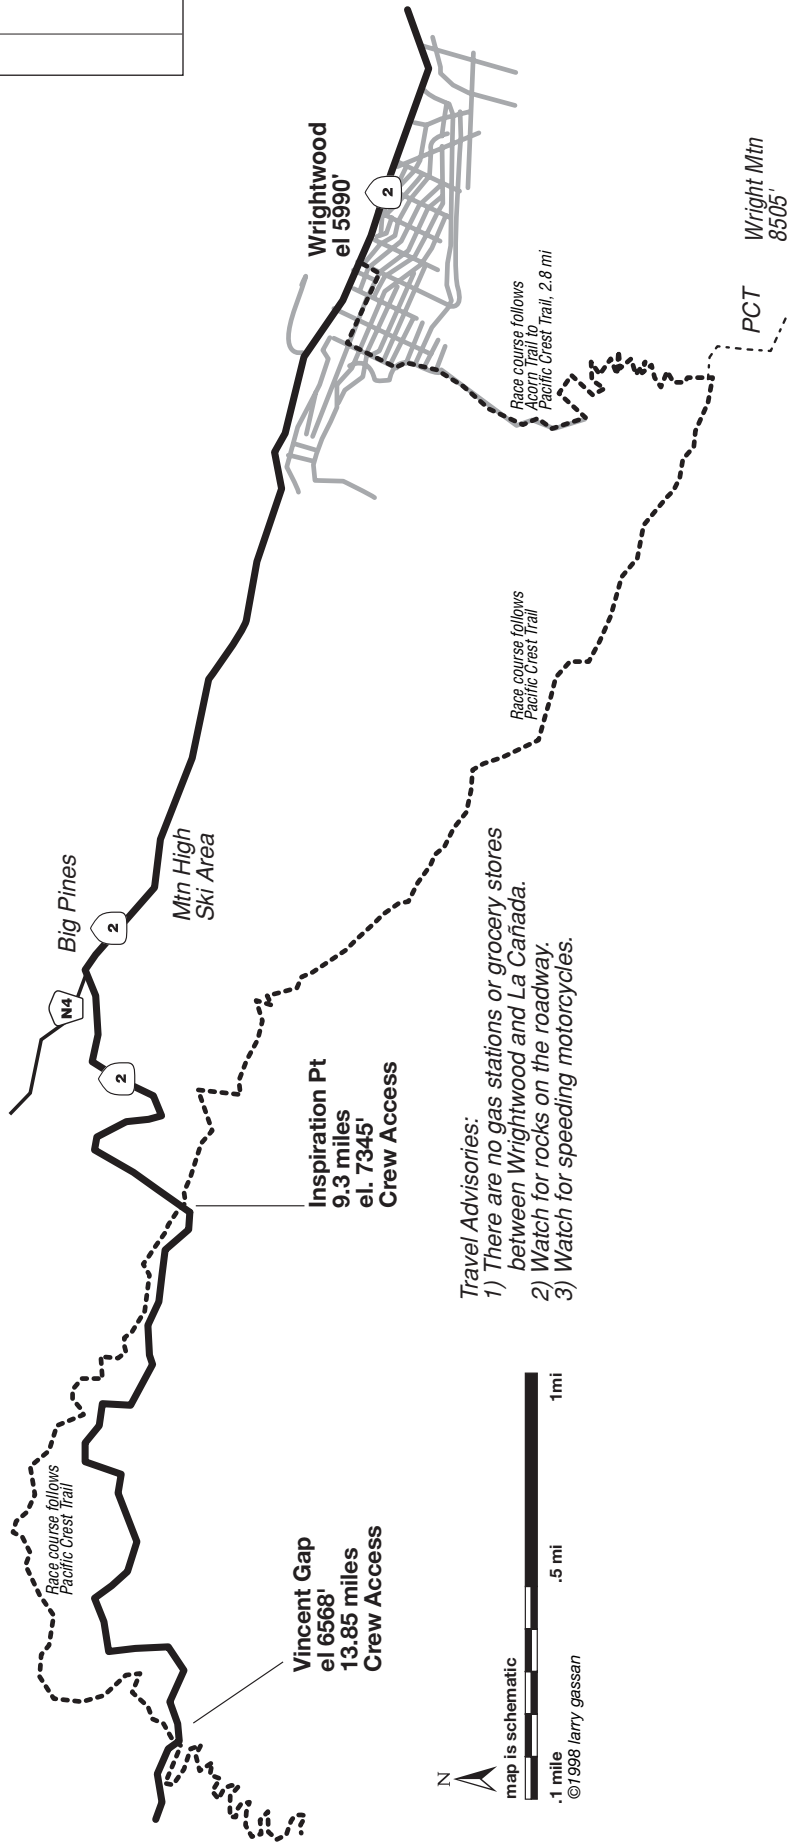 Wrightwood
el 5990'
2
Big Pines
N4
2
2
Mtn High
Ski Area
Race course follows
Acorn Trail to
Pacific Crest Trail, 2.8 mi
PCT
Wright Mtn
8505'
Race course follows
Pacific Crest Trail
Inspiration Pt
9.3 miles
el. 7345'
Crew Access
Race course follows
Pacific Crest Trail
Vincent Gap
el 6568'
13.85 miles
Crew Access
Travel Advisories:
1) There are no gas stations or grocery stores
between Wrightwood and La Cañada.
2) Watch for rocks on the roadway.
3) Watch for speeding motorcycles.
N
map is schematic
.1 mile
.5 mi
1mi
©1998 larry gassan